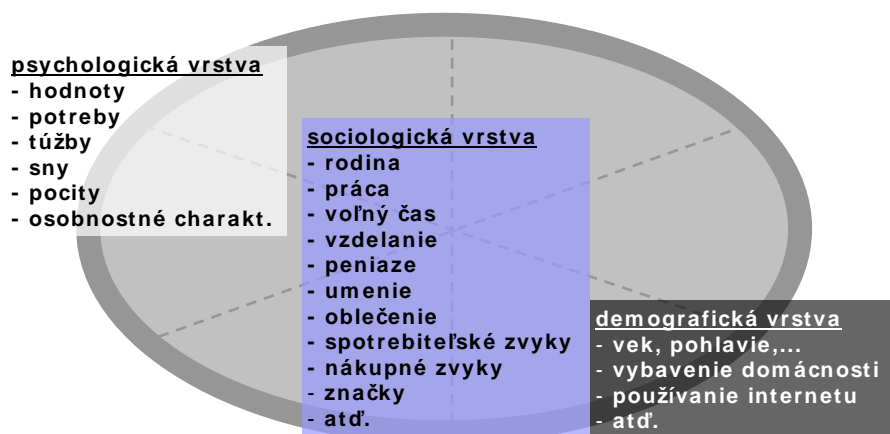 psychologická vrstva
- hodnoty
- potreby
- túžby
- sny
- pocity
- osobnostné charakt.
sociologická vrstva
- rodina
- práca
- voľný čas
- vzdelanie
- peniaze
- umenie
- oblečenie
- spotrebiteľské zvyky
- nákupné zvyky
- značky
- atď.
demografická vrstva
- vek, pohlavie,...
- vybavenie domácnosti
- používanie internetu
- atď.